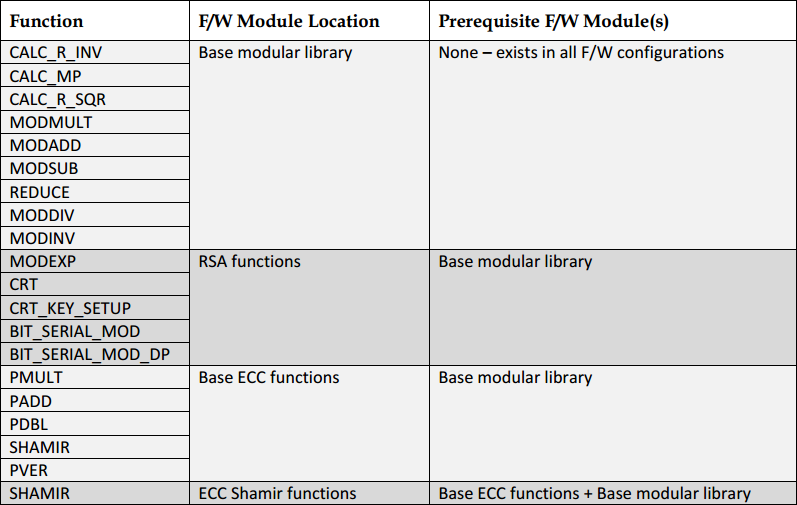 Function F/W Module Location Prerequisite F/W Module(s)
CALC_R_INV Base modular library None – exists in all F/W configurations
CALC_MP
CALC_R_SQR
MODMULT
MODADD
MODSUB
REDUCE
MODDIV
MODINV
MODEXP RSA functions Base modular library
CRT
CRT_KEY_SETUP
BIT_SERIAL_MOD
BIT_SERIAL_MOD_DP
PMULT Base ECC functions Base modular library
PADD
PDBL
SHAMIR
PVER
SHAMIR ECC Shamir functions Base ECC functions + Base modular library